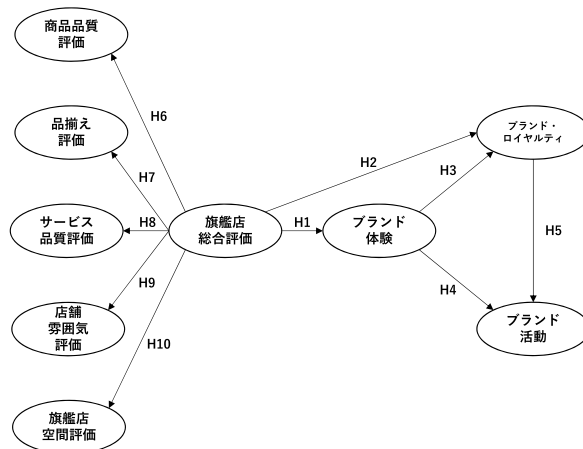 商品品質
評価
H6
品揃え
評価
H7
サービス
品質評価
H8
旗艦店
総合評価
H1
ブランド
体験
H2
H3
ブランド・
ロイヤルティ
H5
H4
ブランド
活動
店舗
雰囲気
評価
H9
H10
旗艦店
空間評価